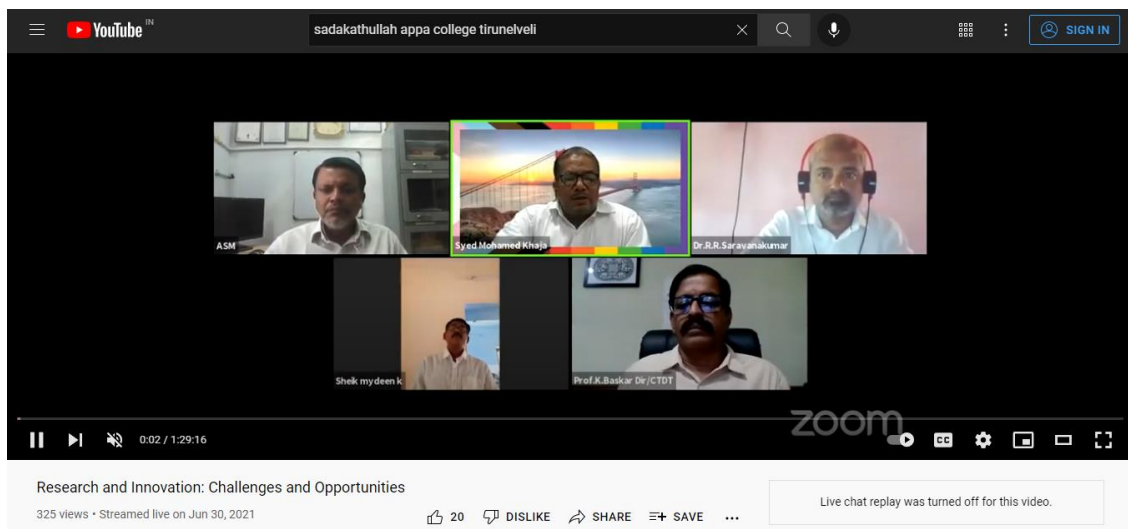 YouTube IN
sadakathullah appa college tirunelveli
SIGN IN
ASM
Syed Mohamed Khaja
Dr.R.R.Saravanakumar
Sheik mydeen k
Prof.K.Baskar Dir/CTDT
zoom
0:02 / 1:29:16
CC
Research and Innovation: Challenges and Opportunities
325 views • Streamed live on Jun 30, 2021
20 DISLIKE SHARE SAVE ...
Live chat replay was turned off for this video.